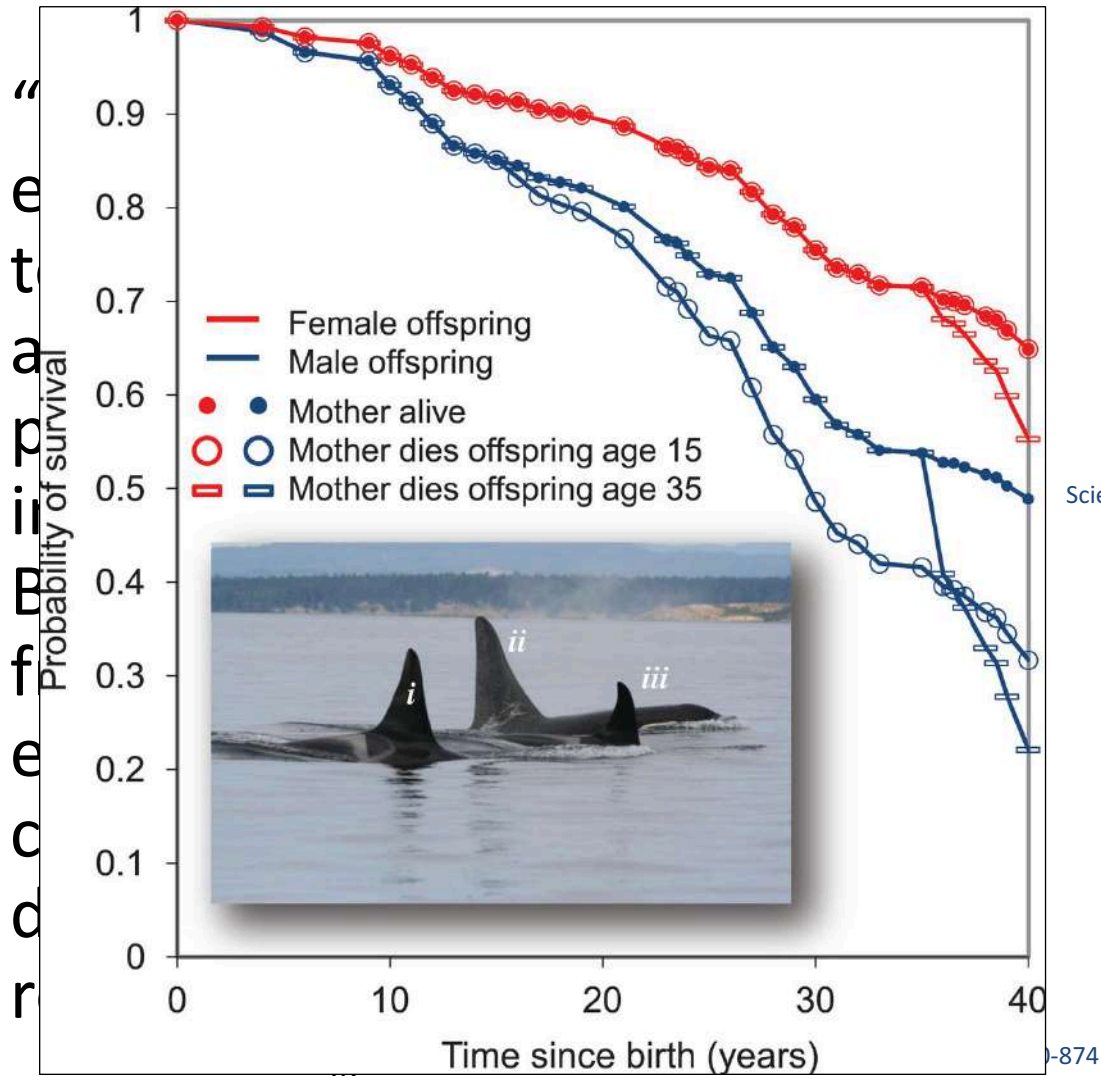 1
0.9
0.8
0.7
0.6
0.5
0.4
0.3
0.2
0.1
0
Probability of survival
Female offspring
Male offspring
Mother alive
Mother dies offspring age 15
Mother dies offspring age 35
i
ii
iii
0 10 20 30 40
Time since birth (years)